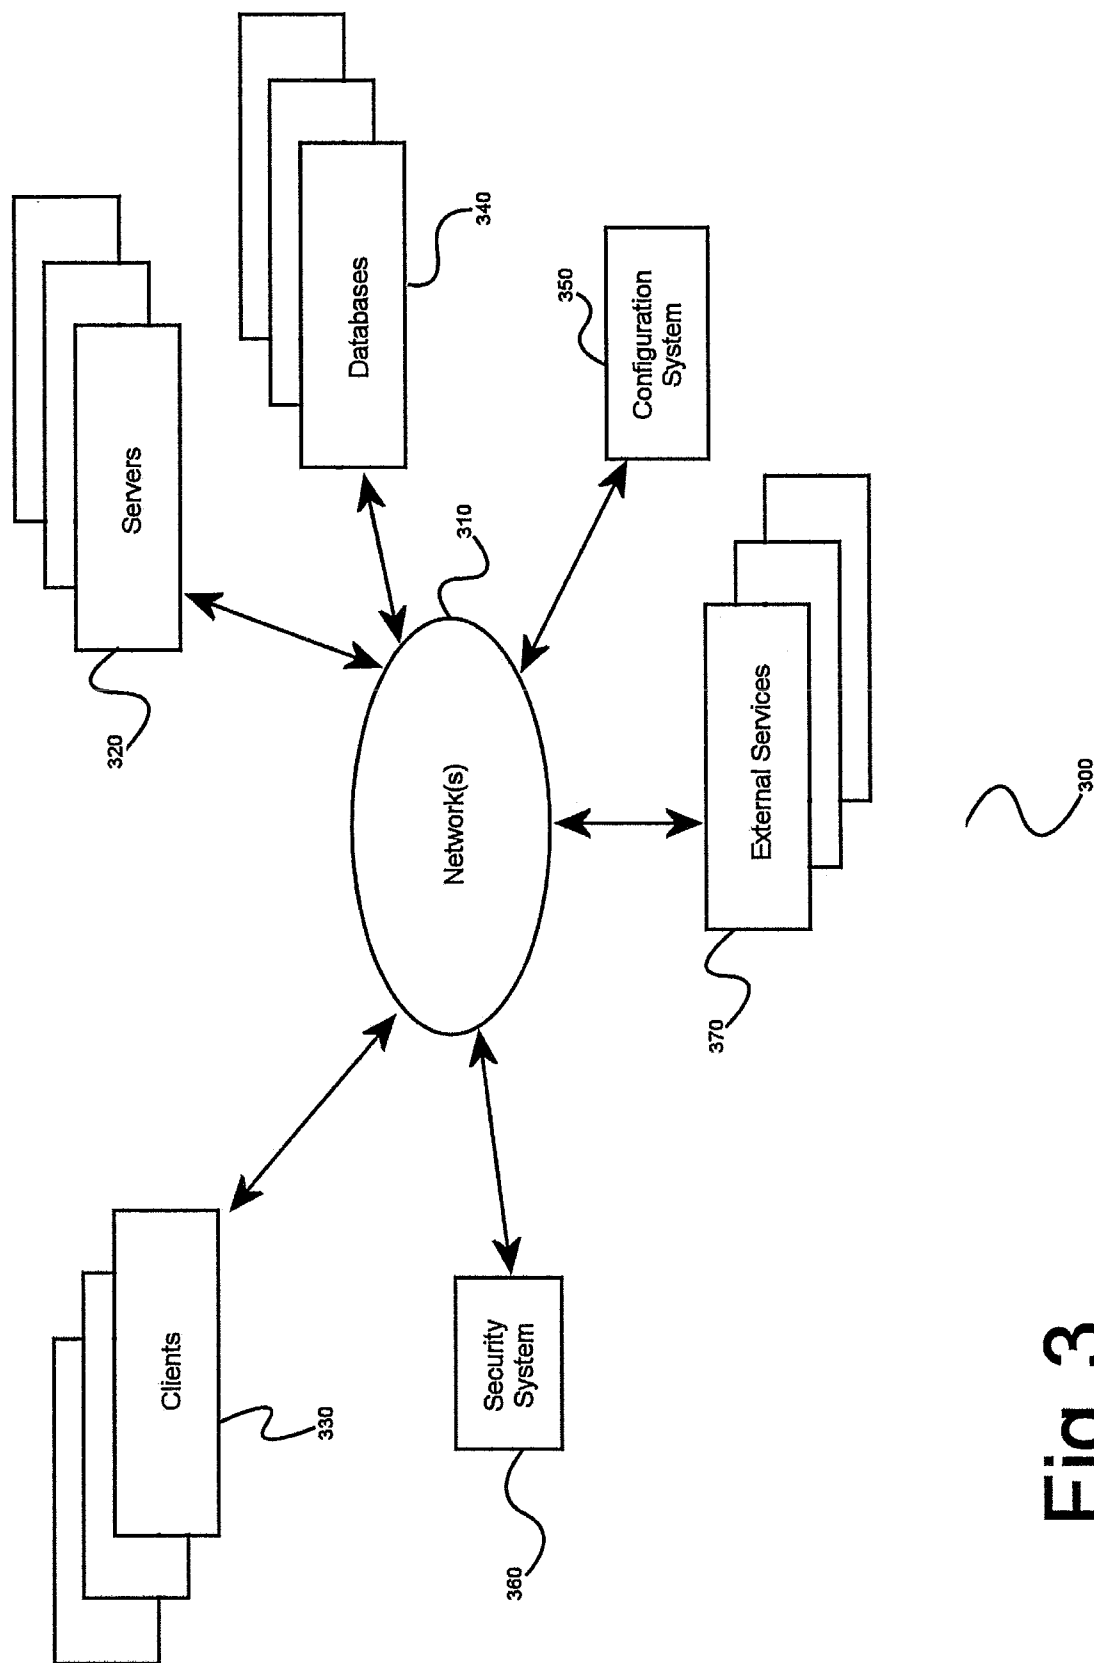 Clients
330
Servers
320
Databases
340
Network(s)
310
Security
System
360
Configuration
System
350
External Services
370
300
Fig. 3